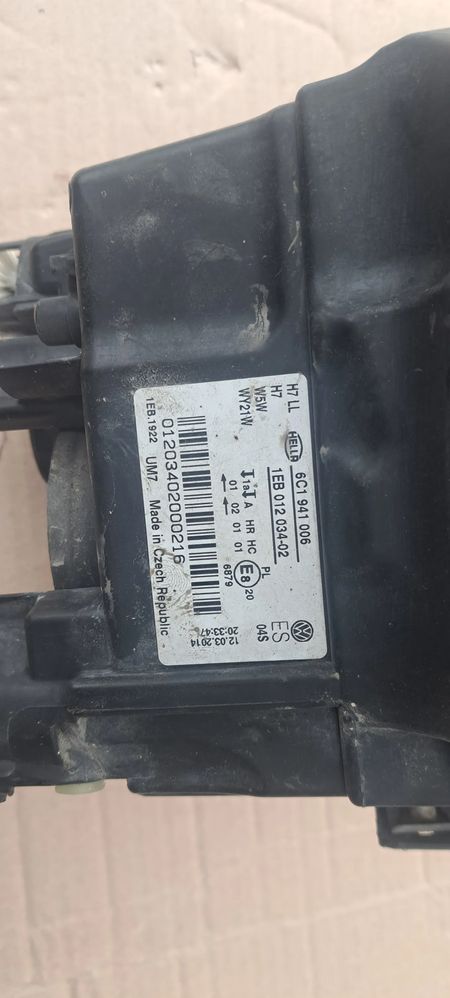 H7 LL
H7
W5W
WY21W
HELLA
6C1 941 006
1EB 012 034-02
ES
04S
1a A HR HC PL
01 02 01 01
E8
20
6879
12.03.2014
20:33:47
01203402000216
1EB.1922 UM7 Made in Czech Republic